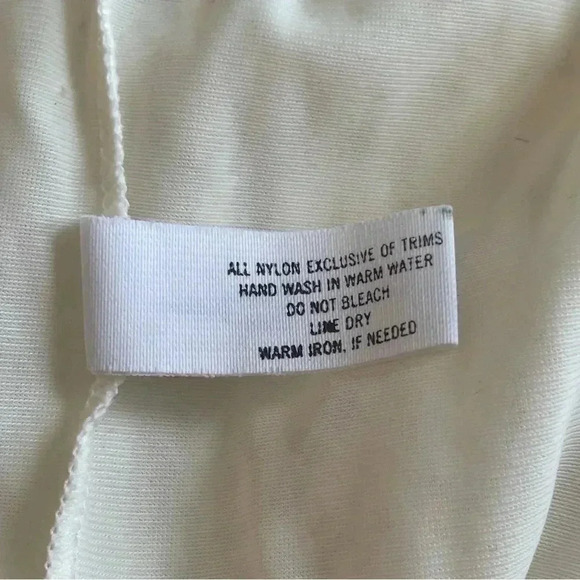 ALL NYLON EXCLUSIVE OF TRIMS
HAND WASH IN WARM WATER
DO NOT BLEACH
LINE DRY
WARM IRON, IF NEEDED